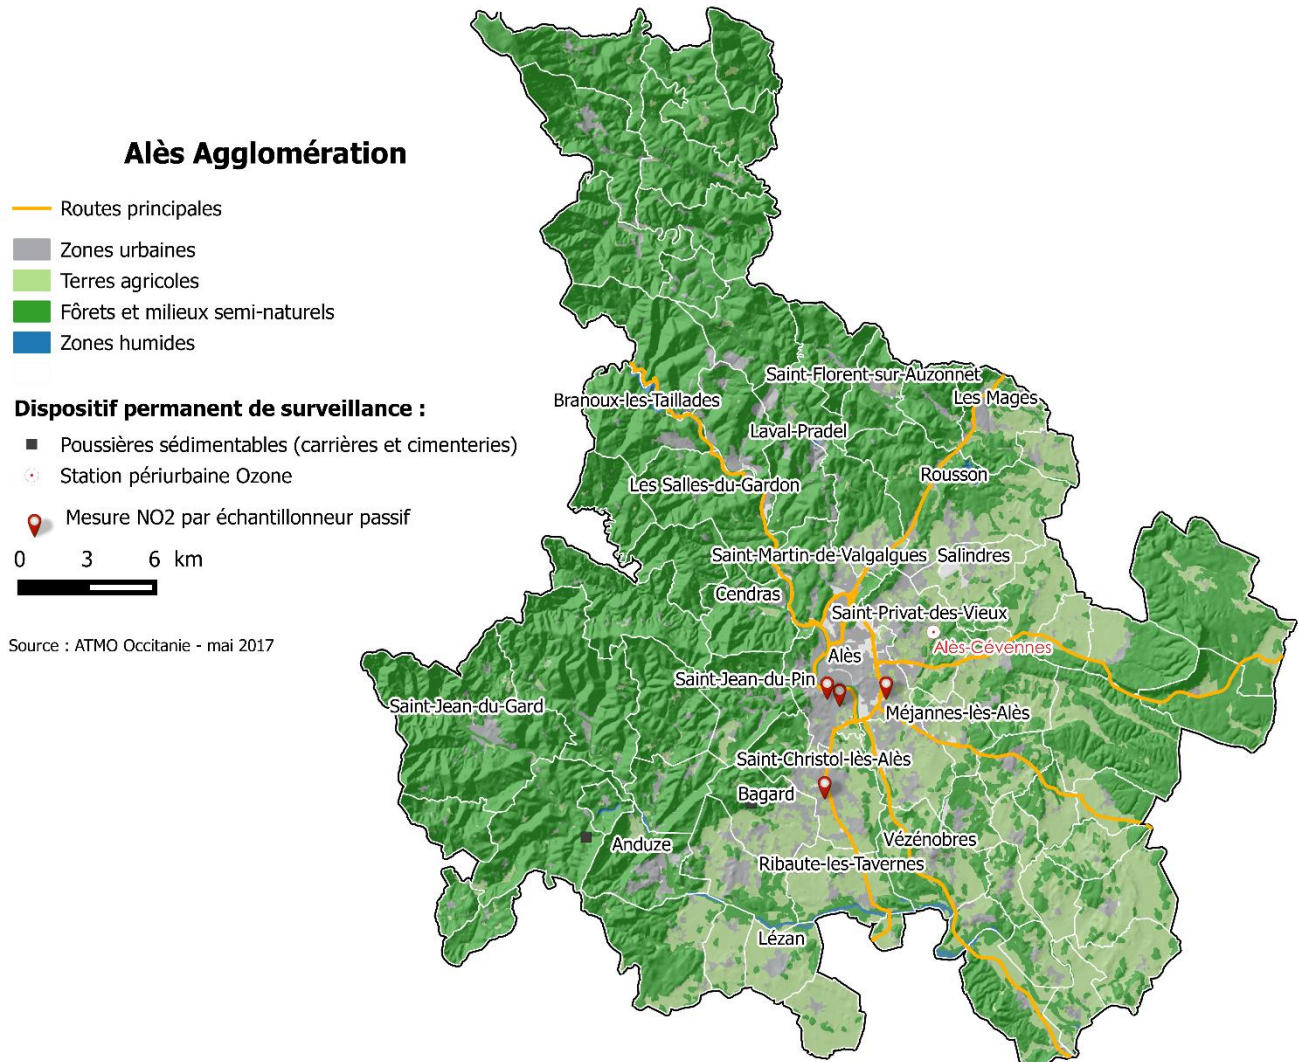 Alès Agglomération
Routes principales
Zones urbaines
Terres agricoles
Fôrets et milieux semi-naturels
Zones humides
Dispositif permanent de surveillance :
Poussières sédimentables (carrières et cimenteries)
Station périurbaine Ozone
Mesure NO2 par échantillonneur passif
0 3 6 km
Source : ATMO Occitanie - mai 2017
Saint-Florent-sur-Auzonnet
Les Mages
Branoux-les-Taillades
Laval-Pradel
Rousson
Les Salles-du-Gardon
Saint-Martin-de-Valgalgues
Salindres
Cendras
Saint-Privat-des-Vieux
Alès-Cévennes
Alès
Saint-Jean-du-Pin
Saint-Jean-du-Gard
Méjannes-lès-Alès
Saint-Christol-lès-Alès
Bagard
Anduze
Vézénobres
Ribaute-les-Tavernes
Lézan